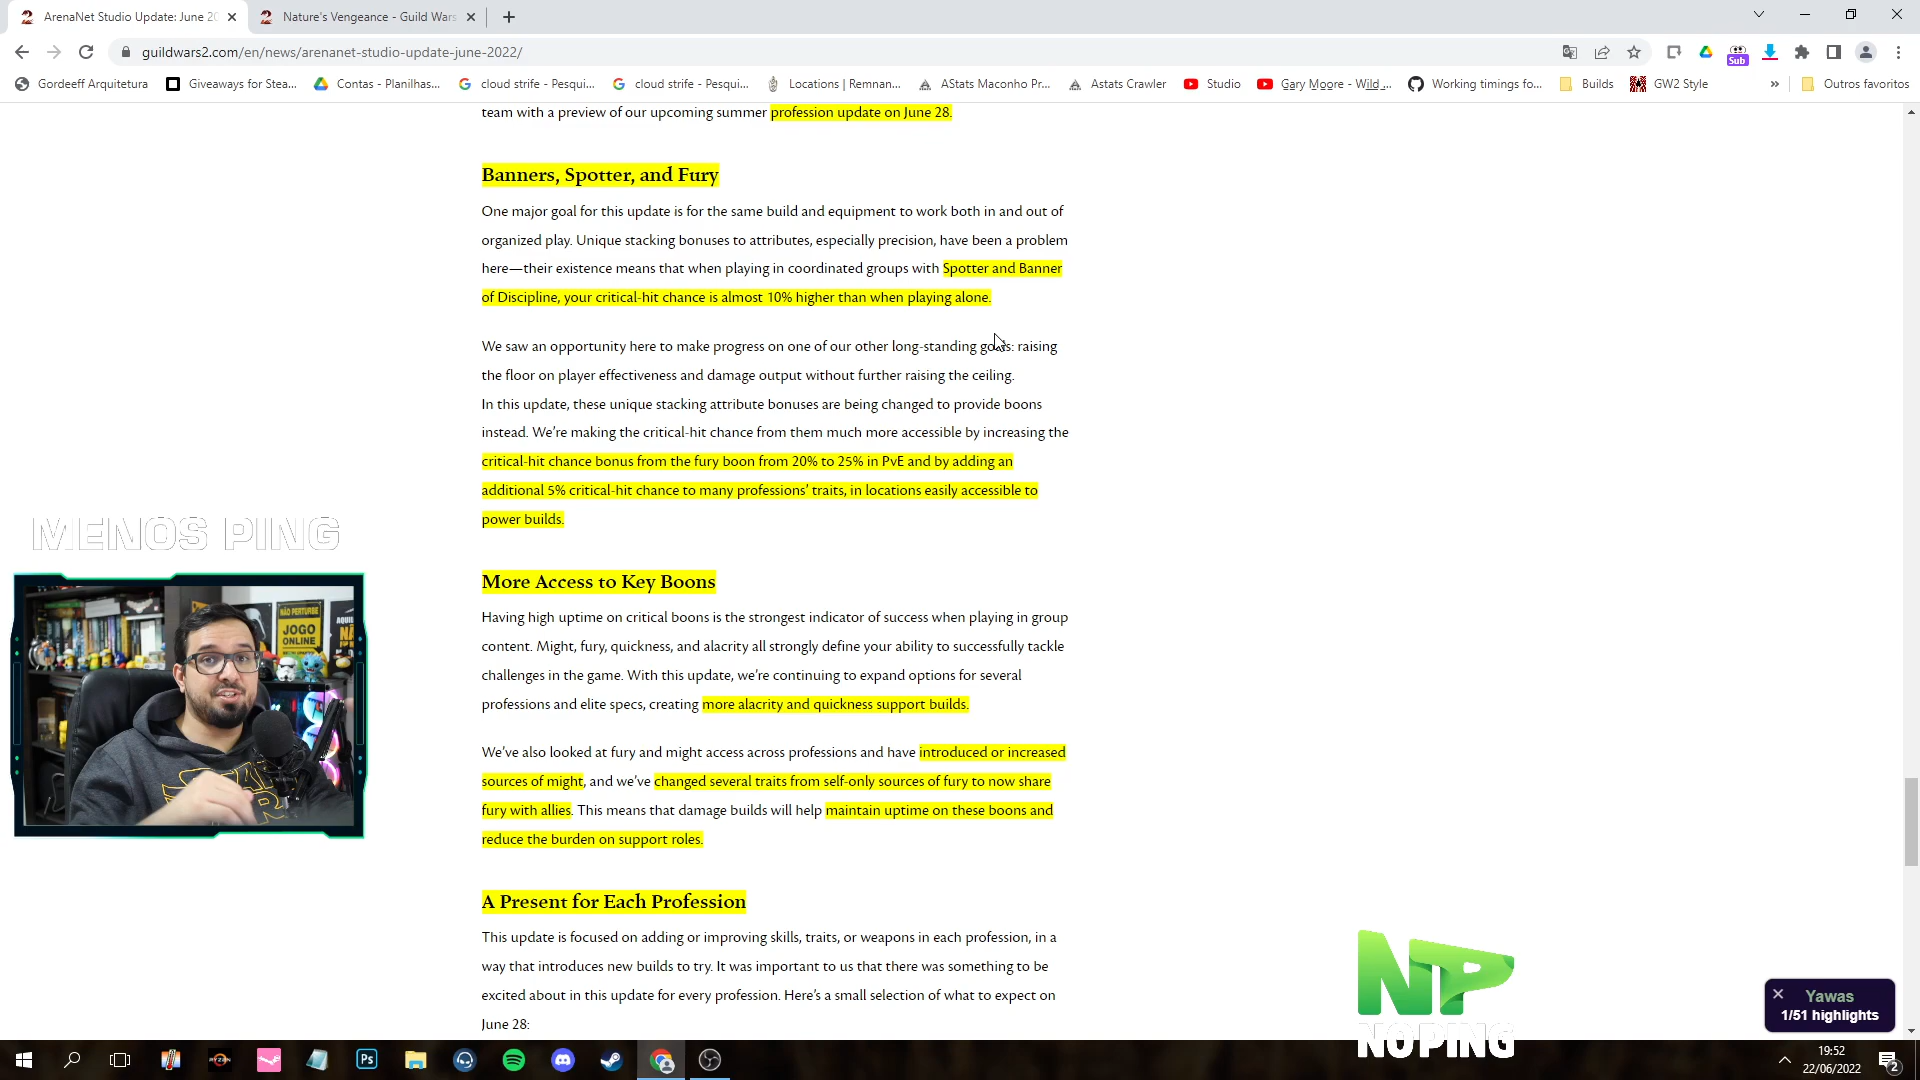 ArenaNet Studio Update: June 20
Nature's Vengeance - Guild Wars
guildwars2.com/en/news/arenanet-studio-update-june-2022/
Sub
Gordeeff Arquitetura
Giveaways for Stea...
Contas - Planilhas...
cloud strife - Pesqui...
cloud strife - Pesqui...
Locations | Remnan...
AStats Maconho Pr...
Astats Crawler
Studio
Gary Moore - Wild ...
Working timings fo...
Builds
GW2 Style
»
Outros favoritos
team with a preview of our upcoming summer profession update on June 28.
Banners, Spotter, and Fury
One major goal for this update is for the same build and equipment to work both in and out of
organized play. Unique stacking bonuses to attributes, especially precision, have been a problem
here—their existence means that when playing in coordinated groups with Spotter and Banner
of Discipline, your critical-hit chance is almost 10% higher than when playing alone.
We saw an opportunity here to make progress on one of our other long-standing goals: raising
the floor on player effectiveness and damage output without further raising the ceiling.
In this update, these unique stacking attribute bonuses are being changed to provide boons
instead. We're making the critical-hit chance from them much more accessible by increasing the
critical-hit chance bonus from the fury boon from 20% to 25% in PvE and by adding an
additional 5% critical-hit chance to many professions' traits, in locations easily accessible to
power builds.
More Access to Key Boons
Having high uptime on critical boons is the strongest indicator of success when playing in group
content. Might, fury, quickness, and alacrity all strongly define your ability to successfully tackle
challenges in the game. With this update, we're continuing to expand options for several
professions and elite specs, creating more alacrity and quickness support builds.
We've also looked at fury and might access across professions and have introduced or increased
sources of might, and we've changed several traits from self-only sources of fury to now share
fury with allies. This means that damage builds will help maintain uptime on these boons and
reduce the burden on support roles.
A Present for Each Profession
This update is focused on adding or improving skills, traits, or weapons in each profession, in a
way that introduces new builds to try. It was important to us that there was something to be
excited about in this update for every profession. Here's a small selection of what to expect on
June 28:
MENOS PING
NÃO PERTURBE
JOGO
ONLINE
NP
NOPING
Yawas
1/51 highlights
Ps
19:52
22/06/2022
2